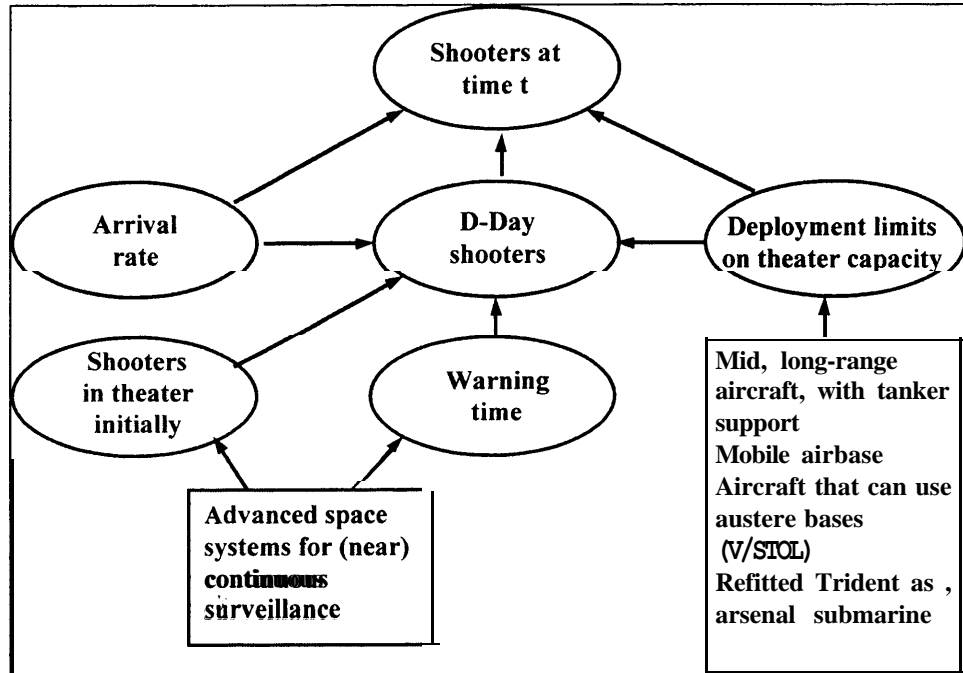 Shooters at
time t
Arrival
rate
D-Day
shooters
Deployment limits
on theater capacity
Shooters
in theater
initially
Warning
time
Mid, long-range
aircraft, with tanker
support
Mobile airbase
Aircraft that can use
austere bases
(V/STOL)
Refitted Trident as ,
arsenal submarine
Advanced space
systems for (near)
continuous
surveillance